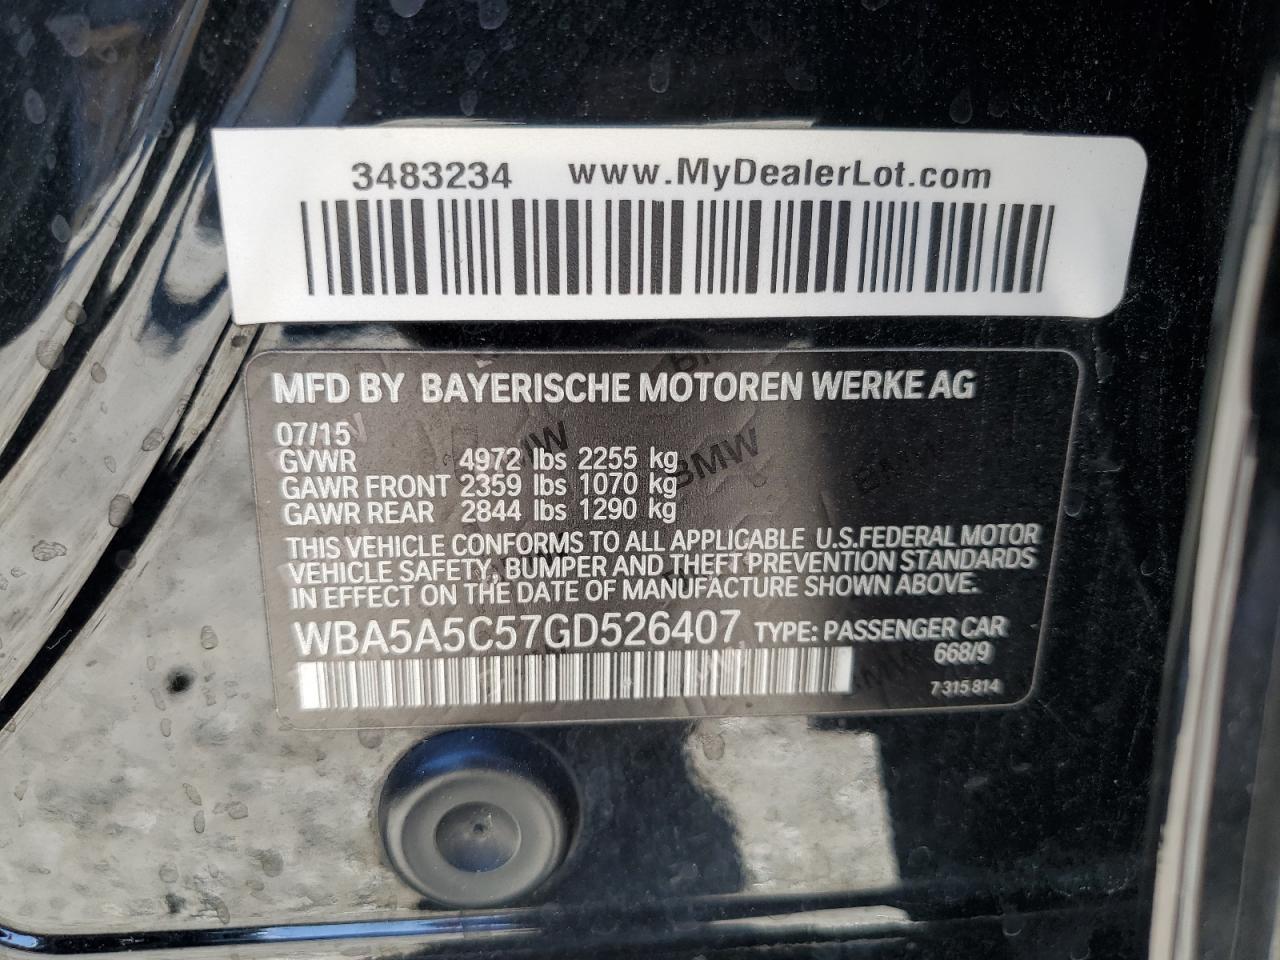 3483234 www.MyDealerLot.com
MFD BY BAYERISCHE MOTOREN WERKE AG
07/15
GVWR 4972 lbs 2255 kg
GAWR FRONT 2359 lbs 1070 kg
GAWR REAR 2844 lbs 1290 kg
THIS VEHICLE CONFORMS TO ALL APPLICABLE U.S.FEDERAL MOTOR
VEHICLE SAFETY, BUMPER AND THEFT PREVENTION STANDARDS
IN EFFECT ON THE DATE OF MANUFACTURE SHOWN ABOVE.
WBA5A5C57GD526407 TYPE: PASSENGER CAR
668/9
7 315 814